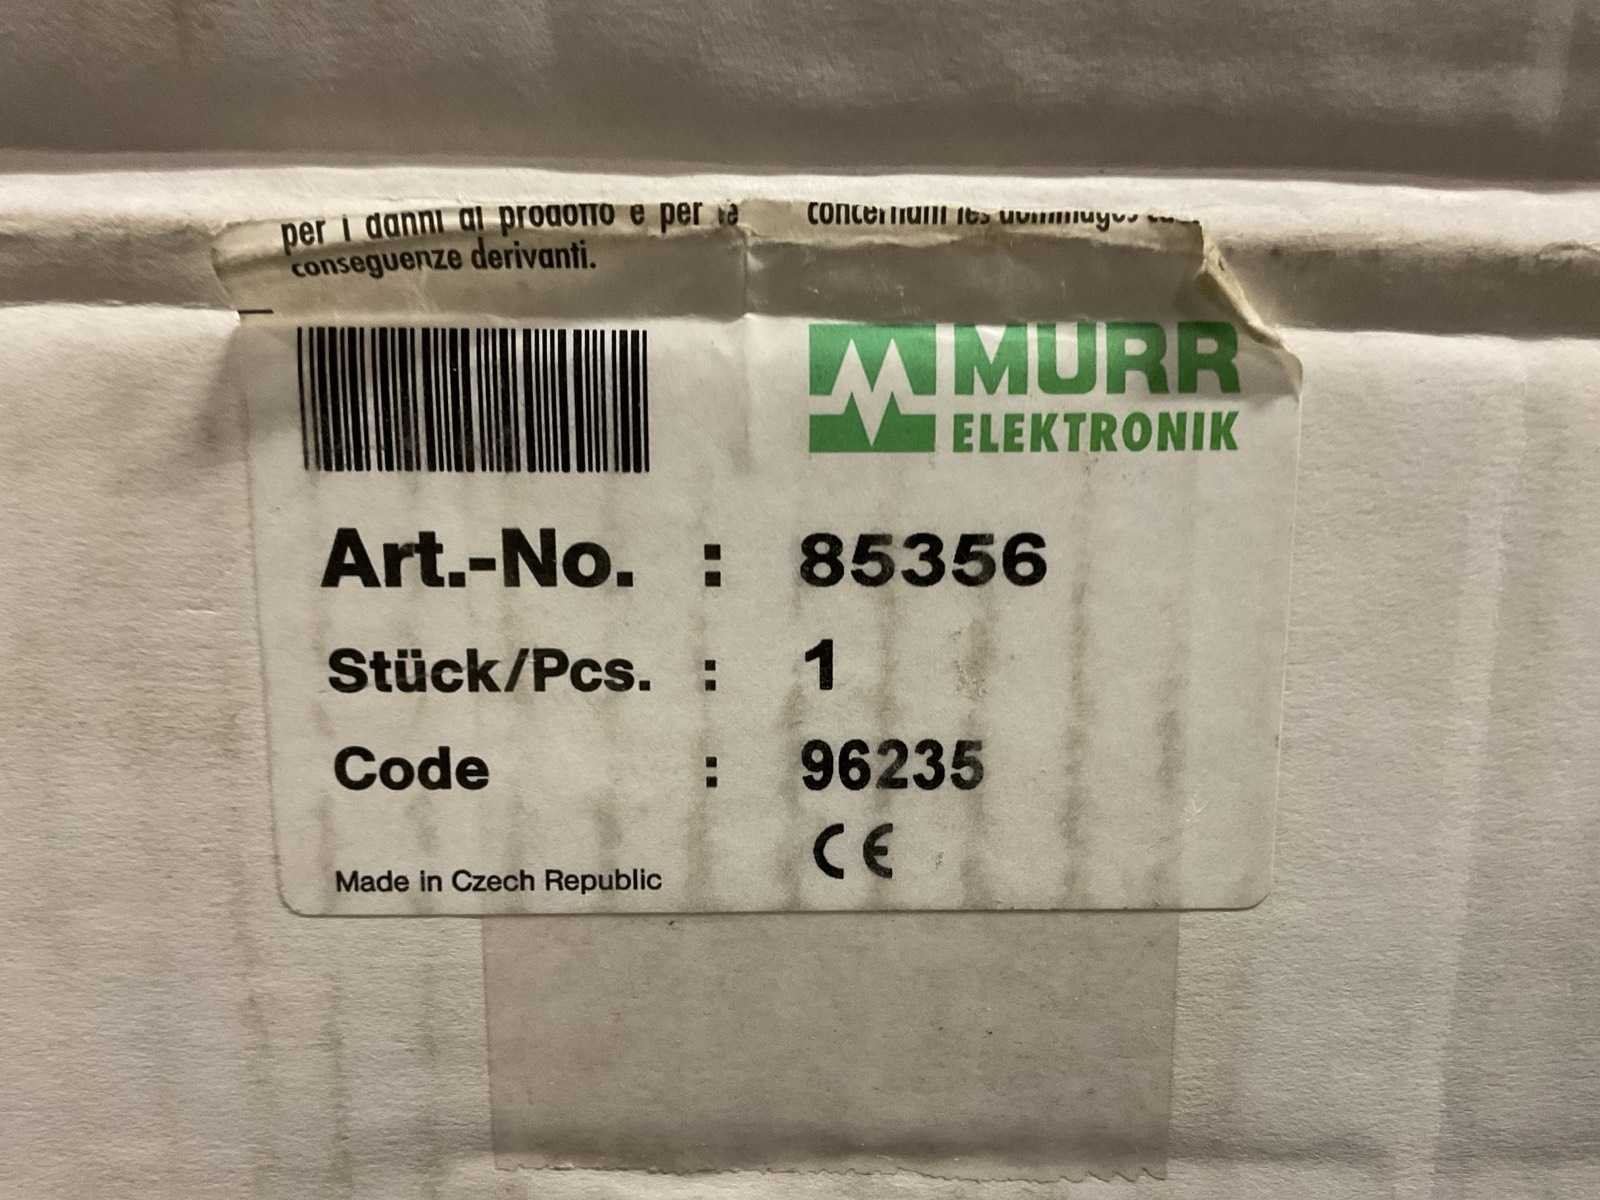 per i danni al prodotto e per la
conseguenze derivanti.
concernant les dommages
MURR
ELEKTRONIK
Art.-No. : 85356
Stück/Pcs. : 1
Code : 96235
CE
Made in Czech Republic